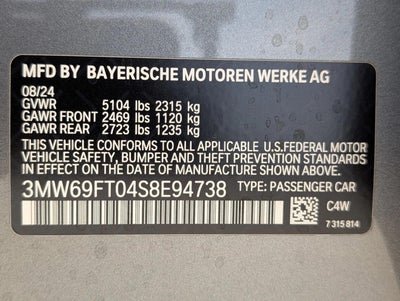 MFD BY BAYERISCHE MOTOREN WERKE AG
08/24
GVWR 5104 lbs 2315 kg
GAWR FRONT 2469 lbs 1120 kg
GAWR REAR 2723 lbs 1235 kg
THIS VEHICLE CONFORMS TO ALL APPLICABLE U.S.FEDERAL MOTOR
VEHICLE SAFETY, BUMPER, AND THEFT PREVENTION STANDARDS
IN EFFECT ON THE DATE OF MANUFACTURE SHOWN ABOVE.
3MW69FT04S8E94738 TYPE: PASSENGER CAR
C4W
7 315 814